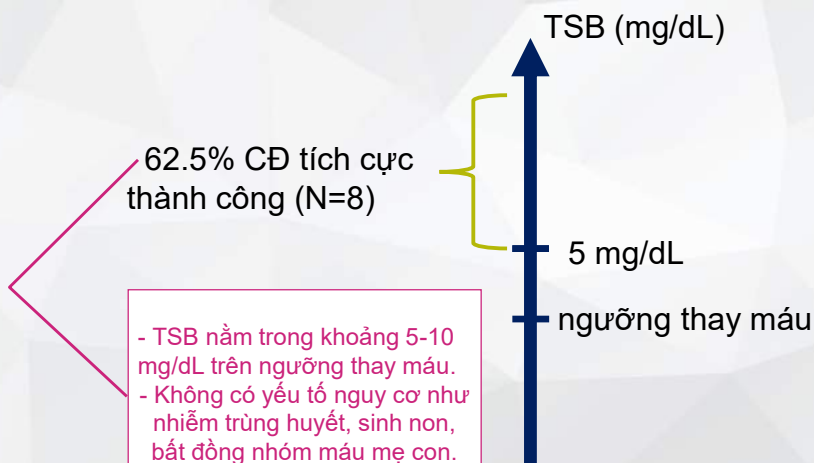 TSB (mg/dL)
62.5% CĐ tích cực
thành công (N=8)
5 mg/dL
ngưỡng thay máu
- TSB nằm trong khoảng 5-10
mg/dL trên ngưỡng thay máu.
- Không có yếu tố nguy cơ như
nhiễm trùng huyết, sinh non,
bất đồng nhóm máu mẹ con.